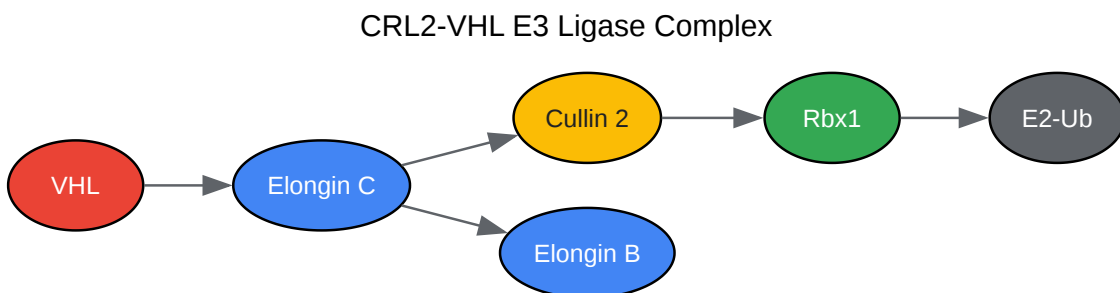 CRL2-VHL E3 Ligase Complex
Cullin 2
Rbx1
E2-Ub
VHL
Elongin C
Elongin B